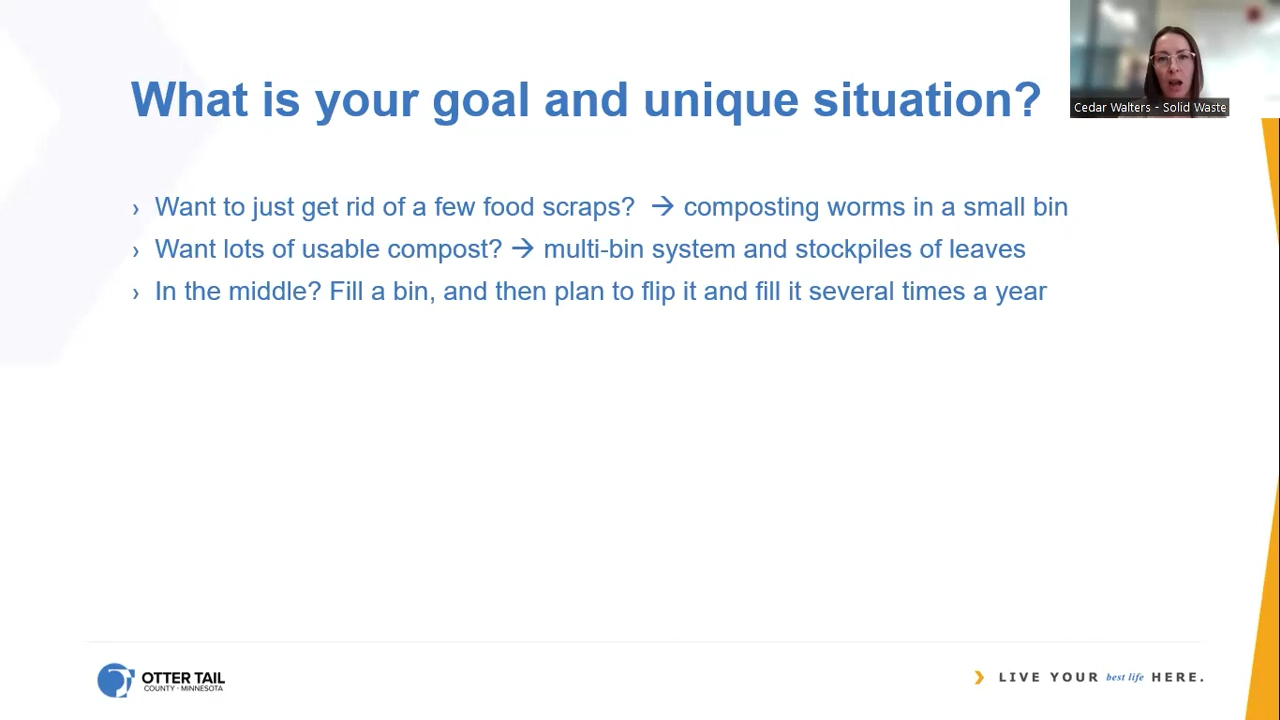 What is your goal and unique situation?
Cedar Walters - Solid Waste
› Want to just get rid of a few food scraps? → composting worms in a small bin
› Want lots of usable compost? → multi-bin system and stockpiles of leaves
› In the middle? Fill a bin, and then plan to flip it and fill it several times a year
OTTER TAIL
COUNTY · MINNESOTA
LIVE YOUR best life HERE.